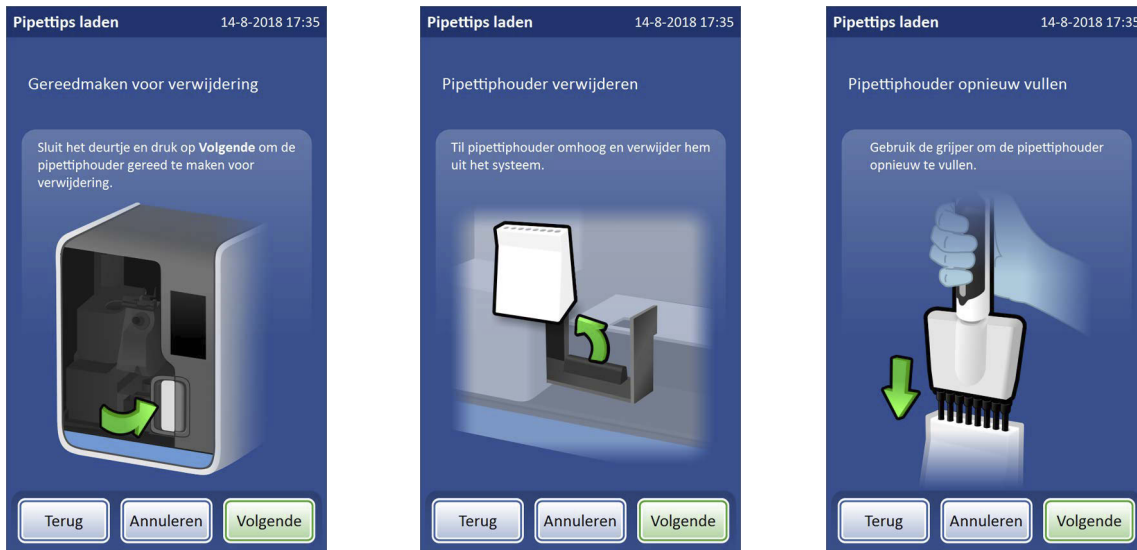 Pipettips laden 14-8-2018 17:35
Gereedmaken voor verwijdering
Sluit het deurtje en druk op Volgende om de
pipettiphouder gereed te maken voor
verwijdering.
Terug Annuleren Volgende
Pipettips laden 14-8-2018 17:35
Pipettiphouder verwijderen
Til pipettiphouder omhoog en verwijder hem
uit het systeem.
Terug Annuleren Volgende
Pipettips laden 14-8-2018 17:35
Pipettiphouder opnieuw vullen
Gebruik de grijper om de pipettiphouder
opnieuw te vullen.
Terug Annuleren Volgende